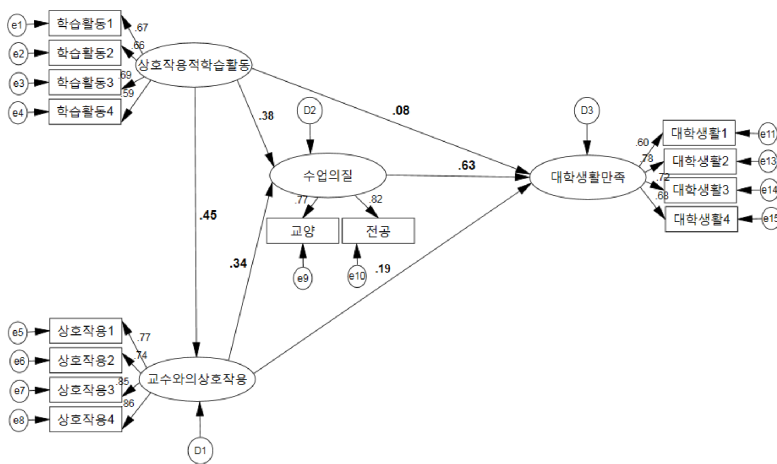 e1
학습활동1
.67
e2
학습활동2
.66
e3
학습활동3
.69
e4
학습활동4
.59
상호작용적학습활동
D2
.38
.08
D3
수업의질
.63
.77
.82
교양
전공
e9
e10
대학생활만족
.60
대학생활1
e11
.78
대학생활2
e13
.72
대학생활3
e14
.68
대학생활4
e15
.45
.34
.19
e5
상호작용1
.77
e6
상호작용2
.74
e7
상호작용3
.85
e8
상호작용4
.86
교수와의상호작용
D1